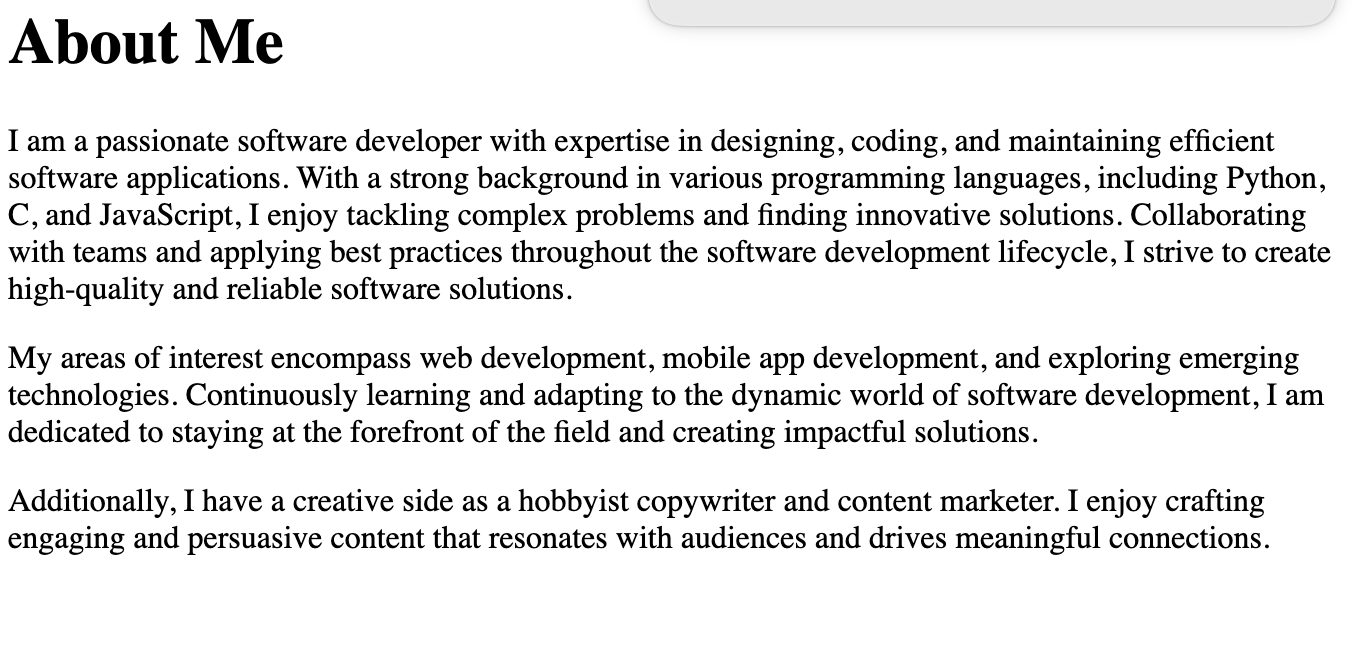 About Me
I am a passionate software developer with expertise in designing, coding, and maintaining efficient
software applications. With a strong background in various programming languages, including Python,
C, and JavaScript, I enjoy tackling complex problems and finding innovative solutions. Collaborating
with teams and applying best practices throughout the software development lifecycle, I strive to create
high-quality and reliable software solutions.
My areas of interest encompass web development, mobile app development, and exploring emerging
technologies. Continuously learning and adapting to the dynamic world of software development, I am
dedicated to staying at the forefront of the field and creating impactful solutions.
Additionally, I have a creative side as a hobbyist copywriter and content marketer. I enjoy crafting
engaging and persuasive content that resonates with audiences and drives meaningful connections.